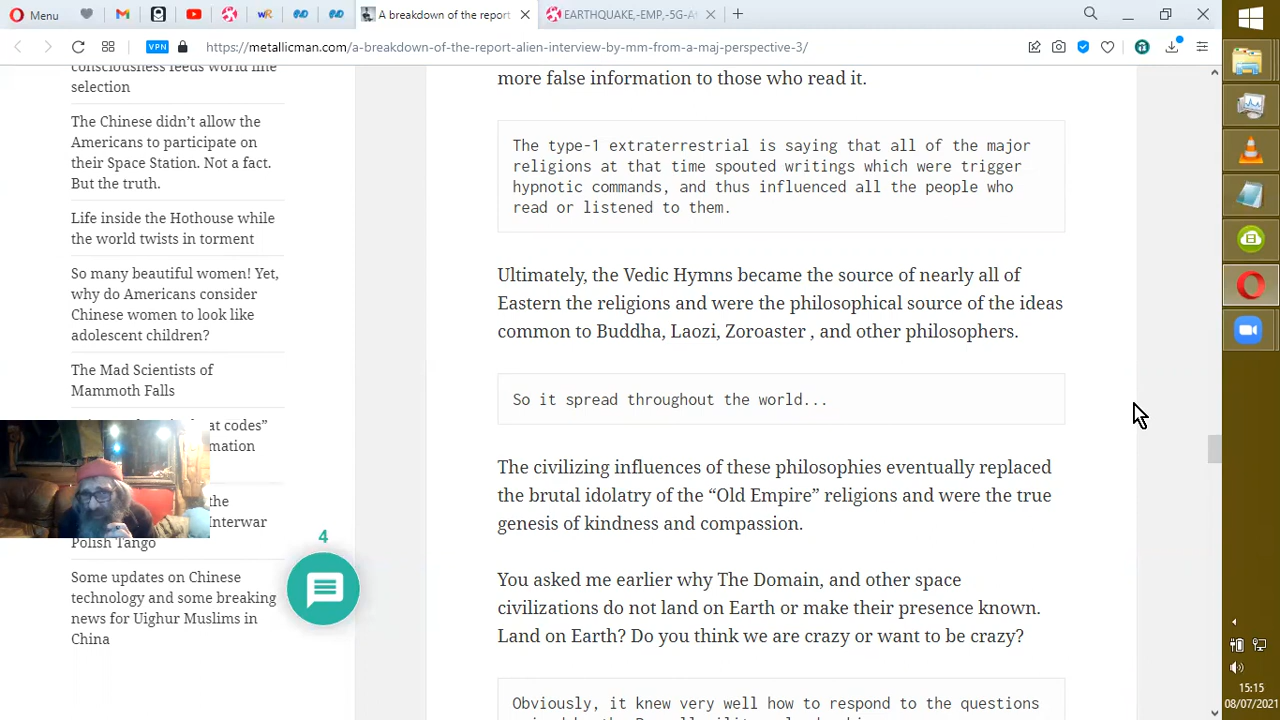 Menu
A breakdown of the report
EARTHQUAKE,-EMP,-5G-A
VPN
https://metallicman.com/a-breakdown-of-the-report-alien-interview-by-mm-from-a-maj-perspective-3/
consciousness feeds world line
selection
The Chinese didn’t allow the
Americans to participate on
their Space Station. Not a fact.
But the truth.
Life inside the Hothouse while
the world twists in torment
So many beautiful women! Yet,
why do Americans consider
Chinese women to look like
adolescent children?
The Mad Scientists of
Mammoth Falls
at codes”
mation
the
Interwar
Polish Tango
Some updates on Chinese
technology and some breaking
news for Uighur Muslims in
China
4
more false information to those who read it.
The type-1 extraterrestrial is saying that all of the major
religions at that time spouted writings which were trigger
hypnotic commands, and thus influenced all the people who
read or listened to them.
Ultimately, the Vedic Hymns became the source of nearly all of
Eastern the religions and were the philosophical source of the ideas
common to Buddha, Laozi, Zoroaster , and other philosophers.
So it spread throughout the world...
The civilizing influences of these philosophies eventually replaced
the brutal idolatry of the “Old Empire” religions and were the true
genesis of kindness and compassion.
You asked me earlier why The Domain, and other space
civilizations do not land on Earth or make their presence known.
Land on Earth? Do you think we are crazy or want to be crazy?
Obviously, it knew very well how to respond to the questions
15:15
08/07/2021